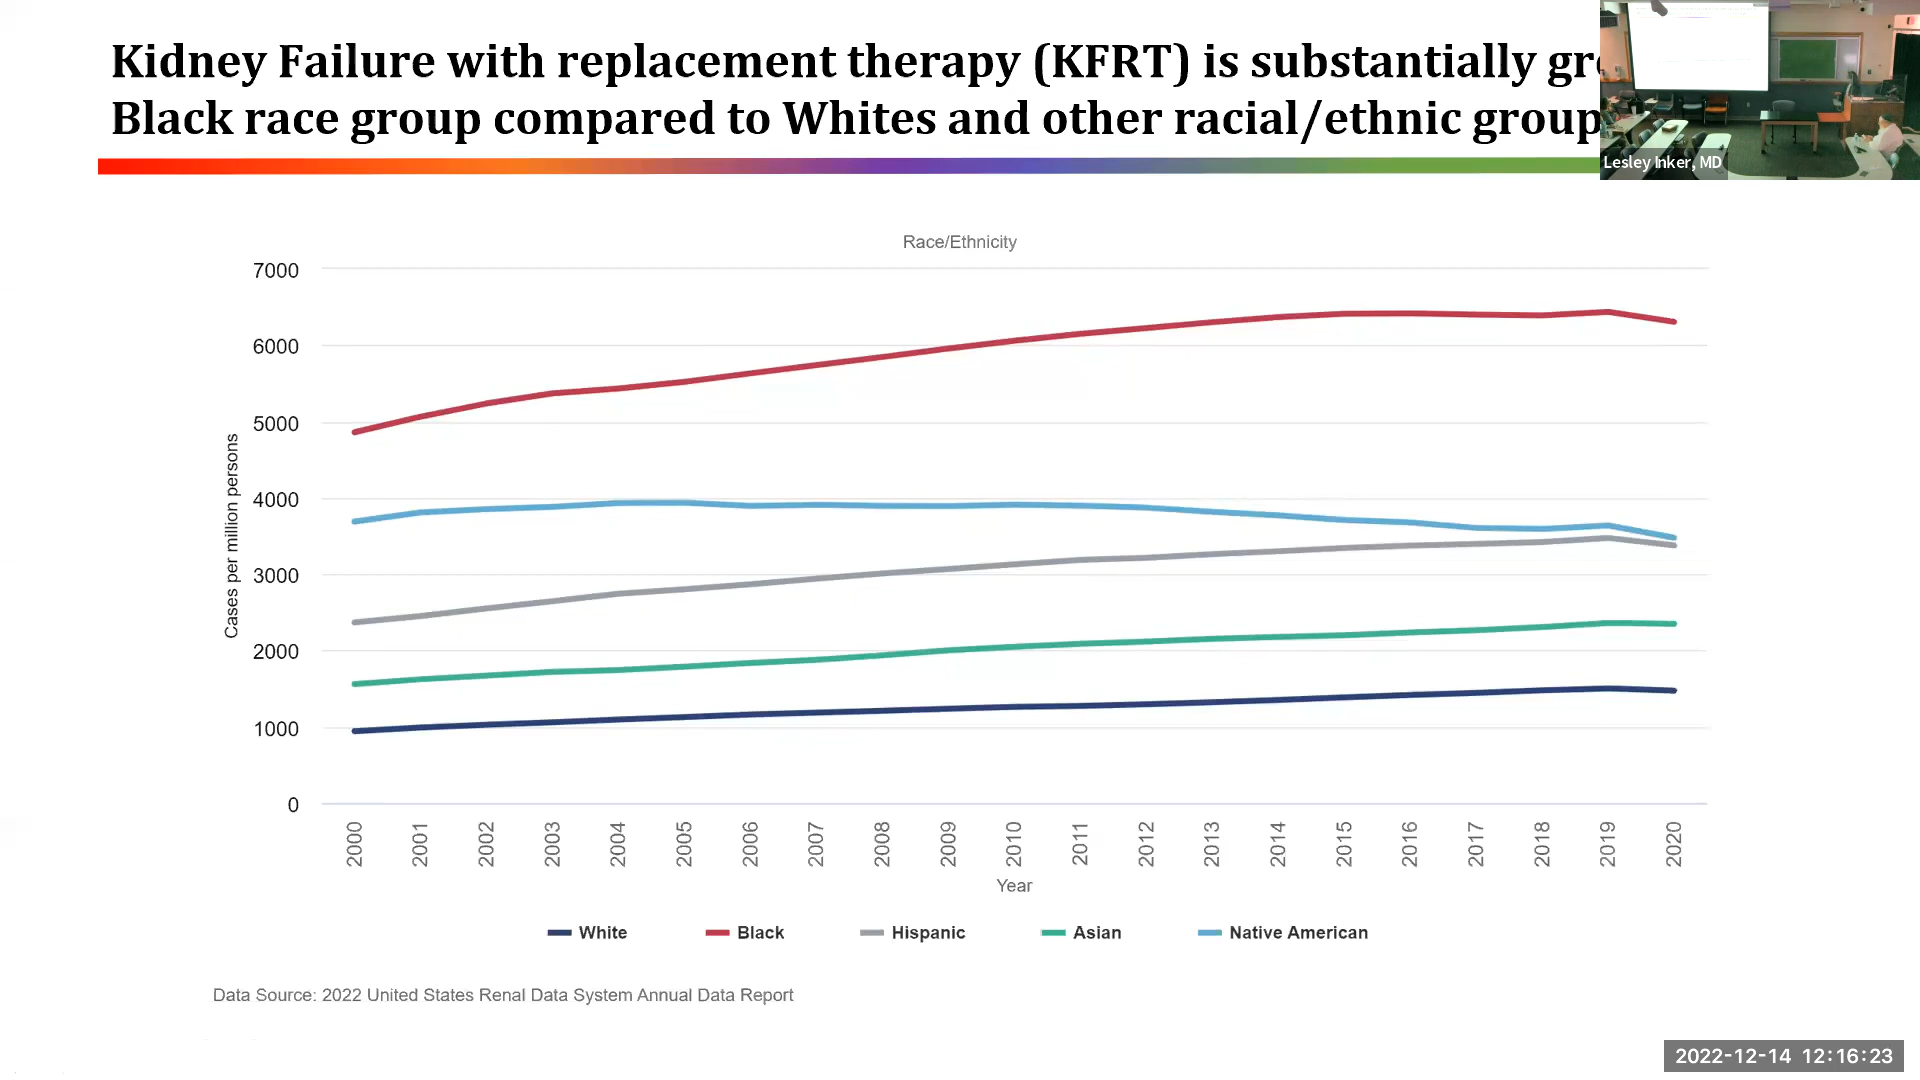 Kidney Failure with replacement therapy (KFRT) is substantially
Black race group compared to Whites and other racial/ethnic group
Lesley Inker, MD
Race/Ethnicity
7000
6000
5000
4000
3000
2000
1000
0
Cases per million persons
2000 2001 2002 2003 2004 2005 2006 2007 2008 2009 2010 2011 2012 2013 2014 2015 2016 2017 2018 2019 2020
Year
White Black Hispanic Asian Native American
Data Source: 2022 United States Renal Data System Annual Data Report
2022-12-14 12:16:23